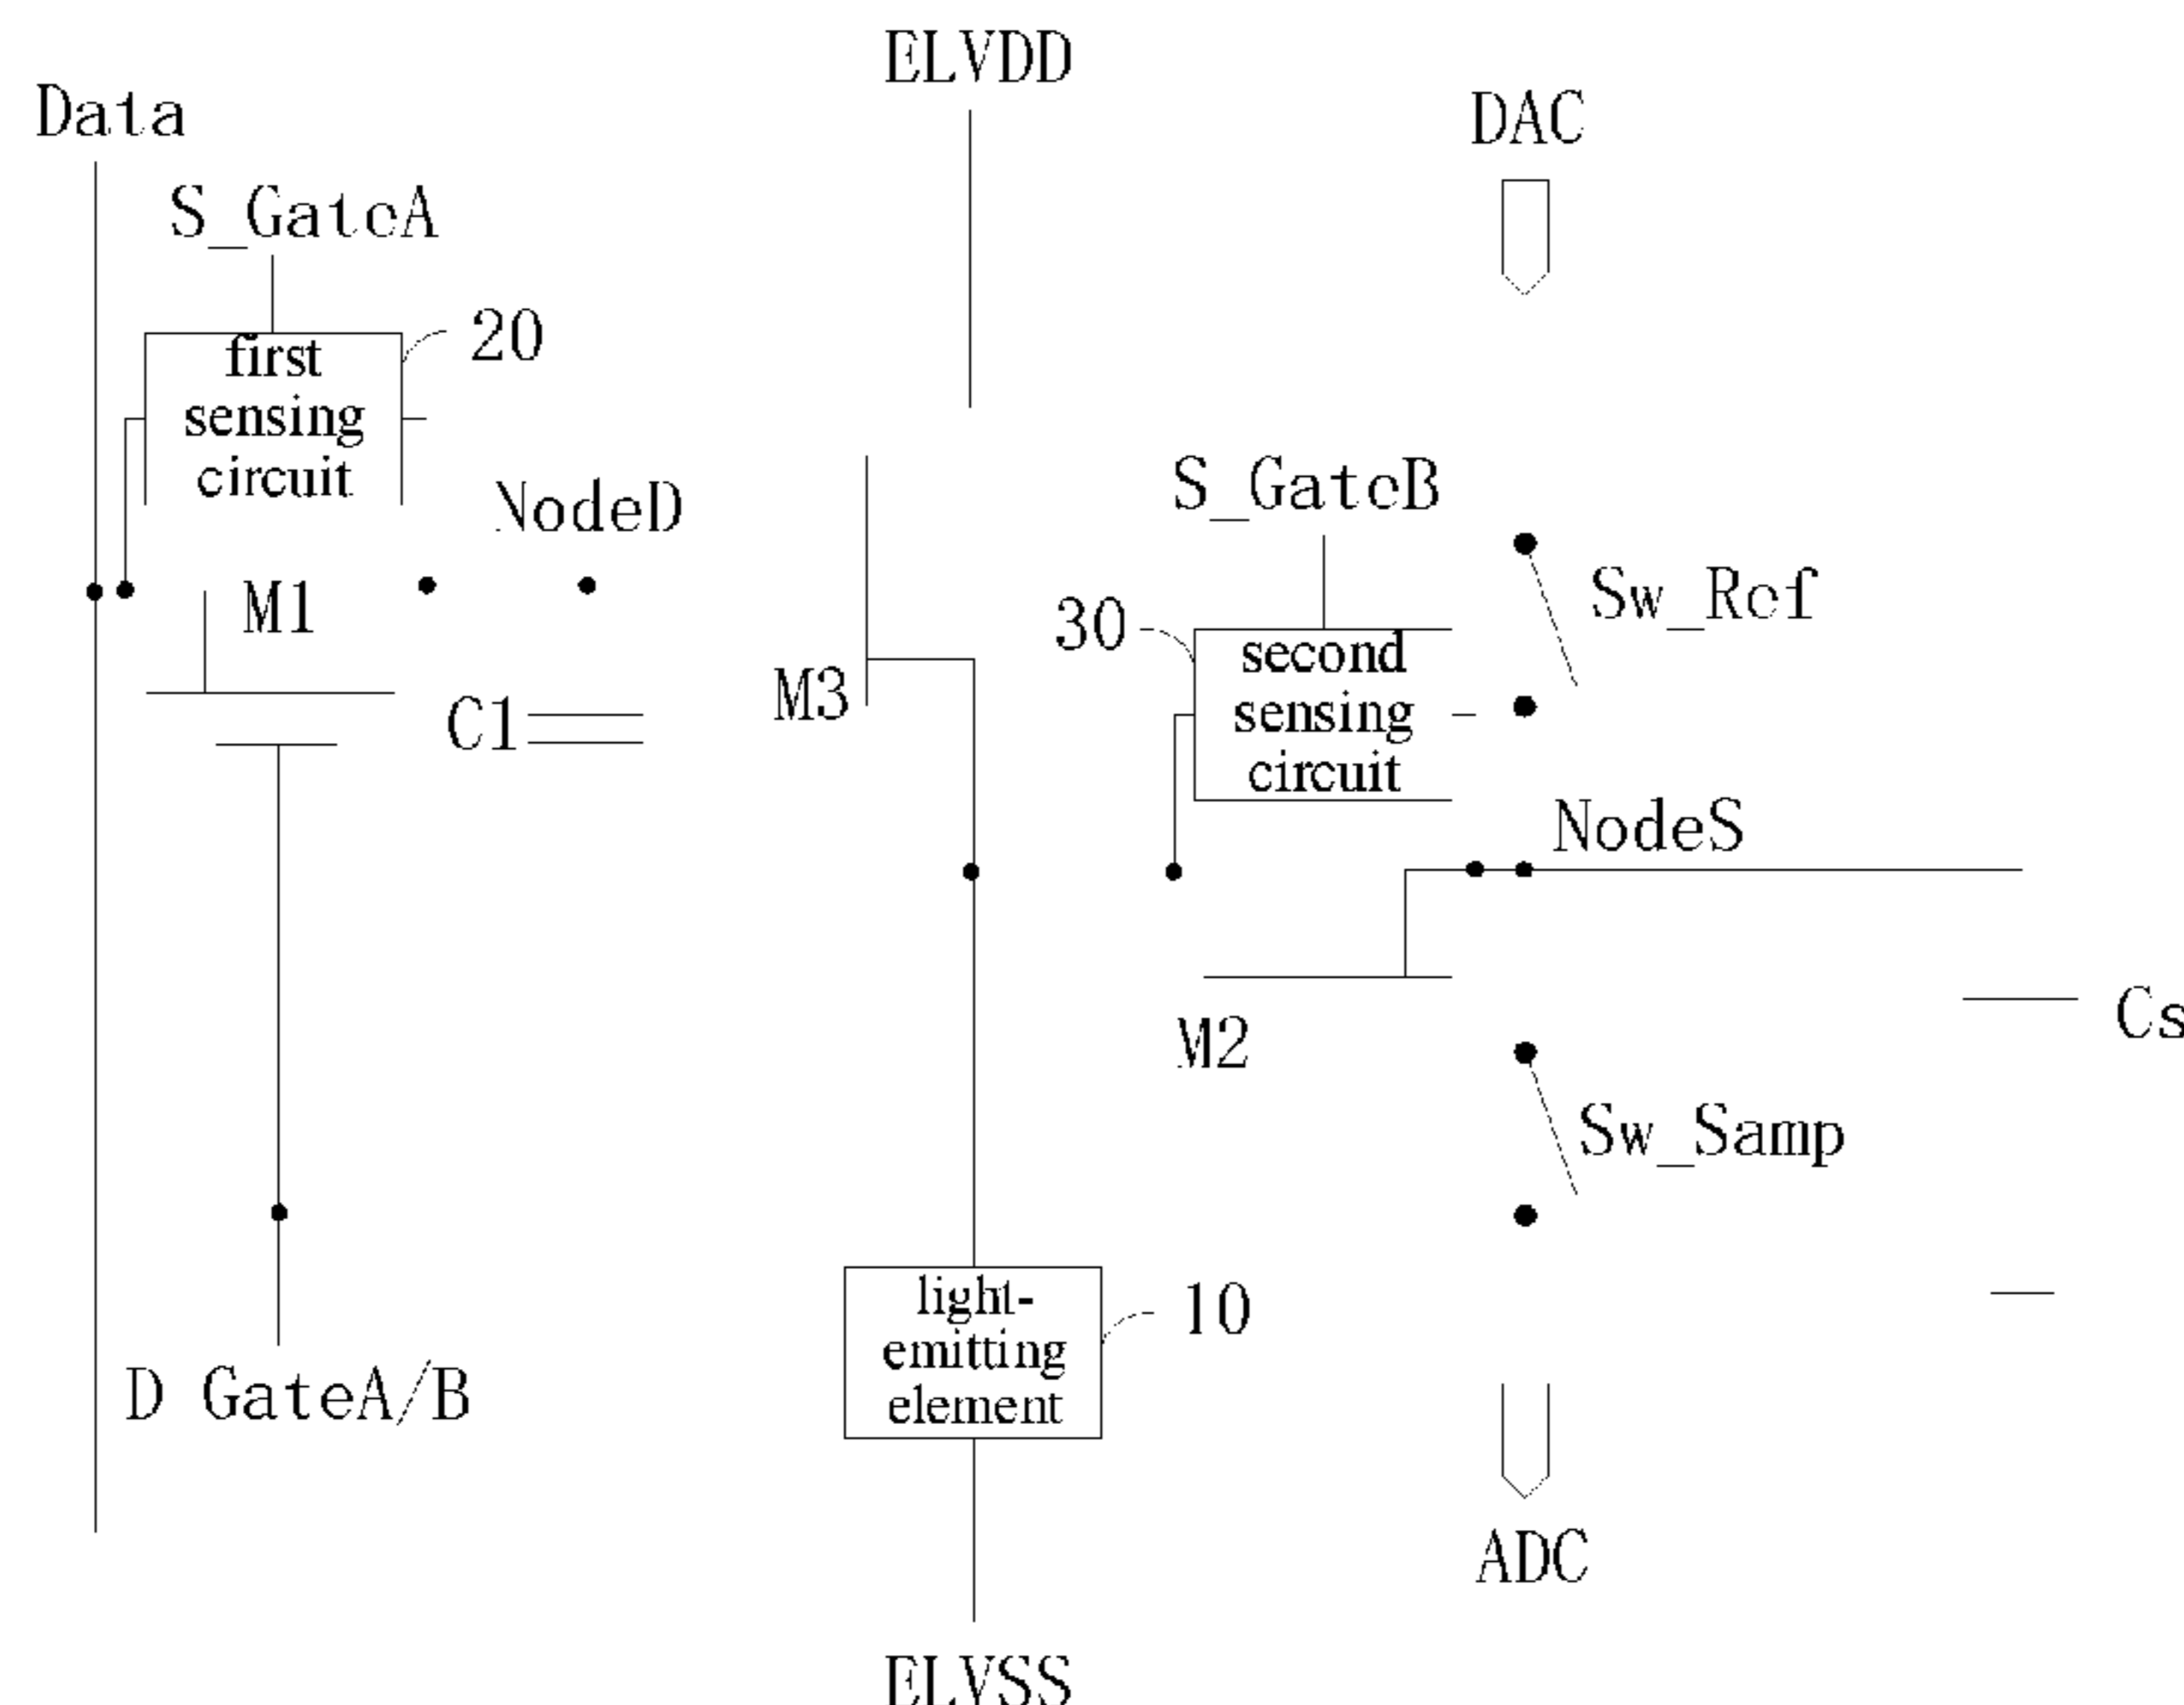 ELVDD
Data
DAC
S_GateA
20
first
sensing
circuit
NodeD
S_GateB
M1
Sw_Ref
30
second
sensing
circuit
M3
C1
NodeS
Cs
M2
Sw_Samp
light-
emitting
element
10
D GateA/B
ADC
ELVSS